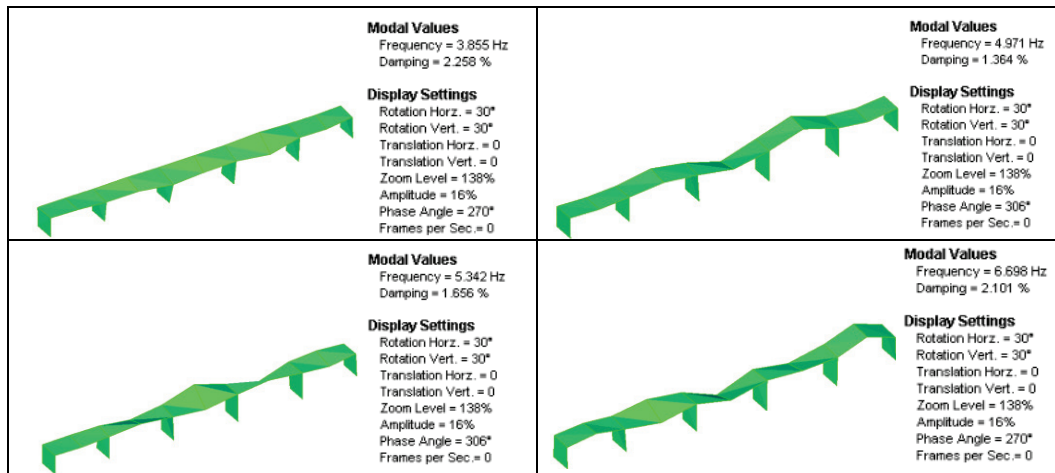 Modal Values
Frequency = 3.855 Hz
Damping = 2.258 %
Display Settings
Rotation Horz. = 30°
Rotation Vert. = 30°
Translation Horz. = 0
Translation Vert. = 0
Zoom Level = 138%
Amplitude = 16%
Phase Angle = 270°
Frames per Sec.= 0
Modal Values
Frequency = 4.971 Hz
Damping = 1.364 %
Display Settings
Rotation Horz. = 30°
Rotation Vert. = 30°
Translation Horz. = 0
Translation Vert. = 0
Zoom Level = 138%
Amplitude = 16%
Phase Angle = 306°
Frames per Sec.= 0
Modal Values
Frequency = 5.342 Hz
Damping = 1.656 %
Display Settings
Rotation Horz. = 30°
Rotation Vert. = 30°
Translation Horz. = 0
Translation Vert. = 0
Zoom Level = 138%
Amplitude = 16%
Phase Angle = 306°
Frames per Sec.= 0
Modal Values
Frequency = 6.698 Hz
Damping = 2.101 %
Display Settings
Rotation Horz. = 30°
Rotation Vert. = 30°
Translation Horz. = 0
Translation Vert. = 0
Zoom Level = 138%
Amplitude = 16%
Phase Angle = 270°
Frames per Sec.= 0